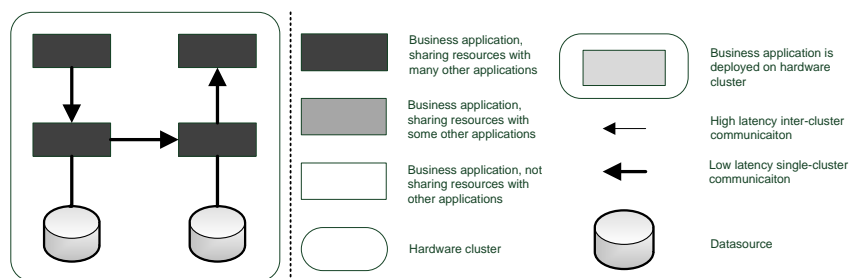 Business application,
sharing resources with
many other applications
Business application,
sharing resources with
some other applications
Business application, not
sharing resources with
other applications
Hardware cluster
Business application is
deployed on hardware
cluster
High latency inter-cluster
communicaiton
Low latency single-cluster
communicaiton
Datasource